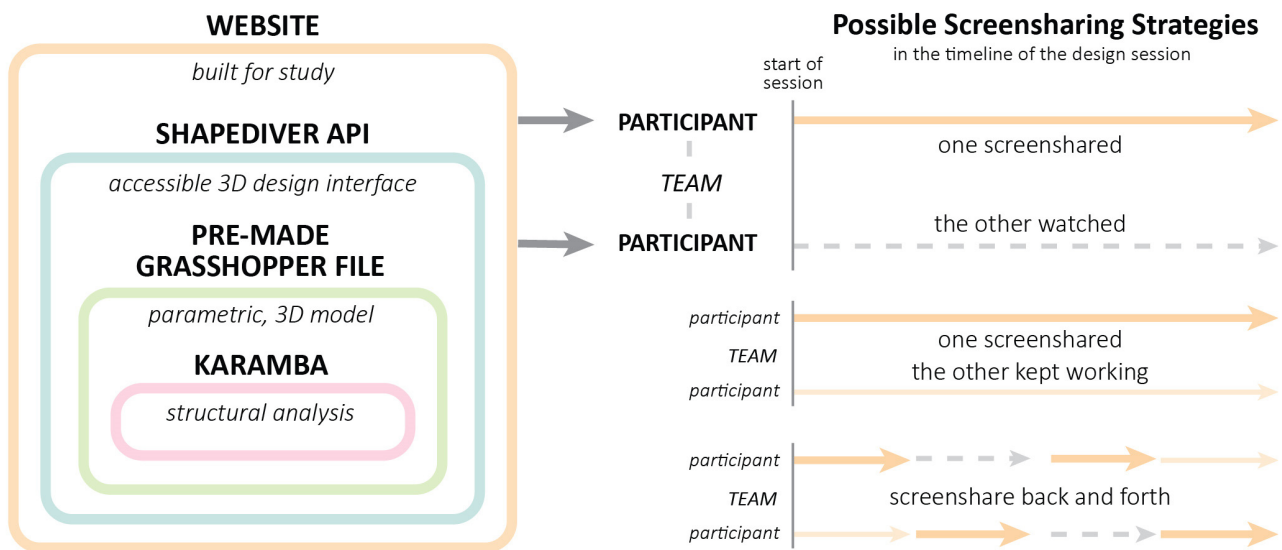 WEBSITE
built for study
SHAPEDIVER API
accessible 3D design interface
PRE-MADE
GRASSHOPPER FILE
parametric, 3D model
KARAMBA
structural analysis
PARTICIPANT
TEAM
PARTICIPANT
Possible Screensharing Strategies
in the timeline of the design session
start of
session
one screenshared
the other watched
participant
TEAM
participant
one screenshared
the other kept working
participant
TEAM
participant
screenshare back and forth